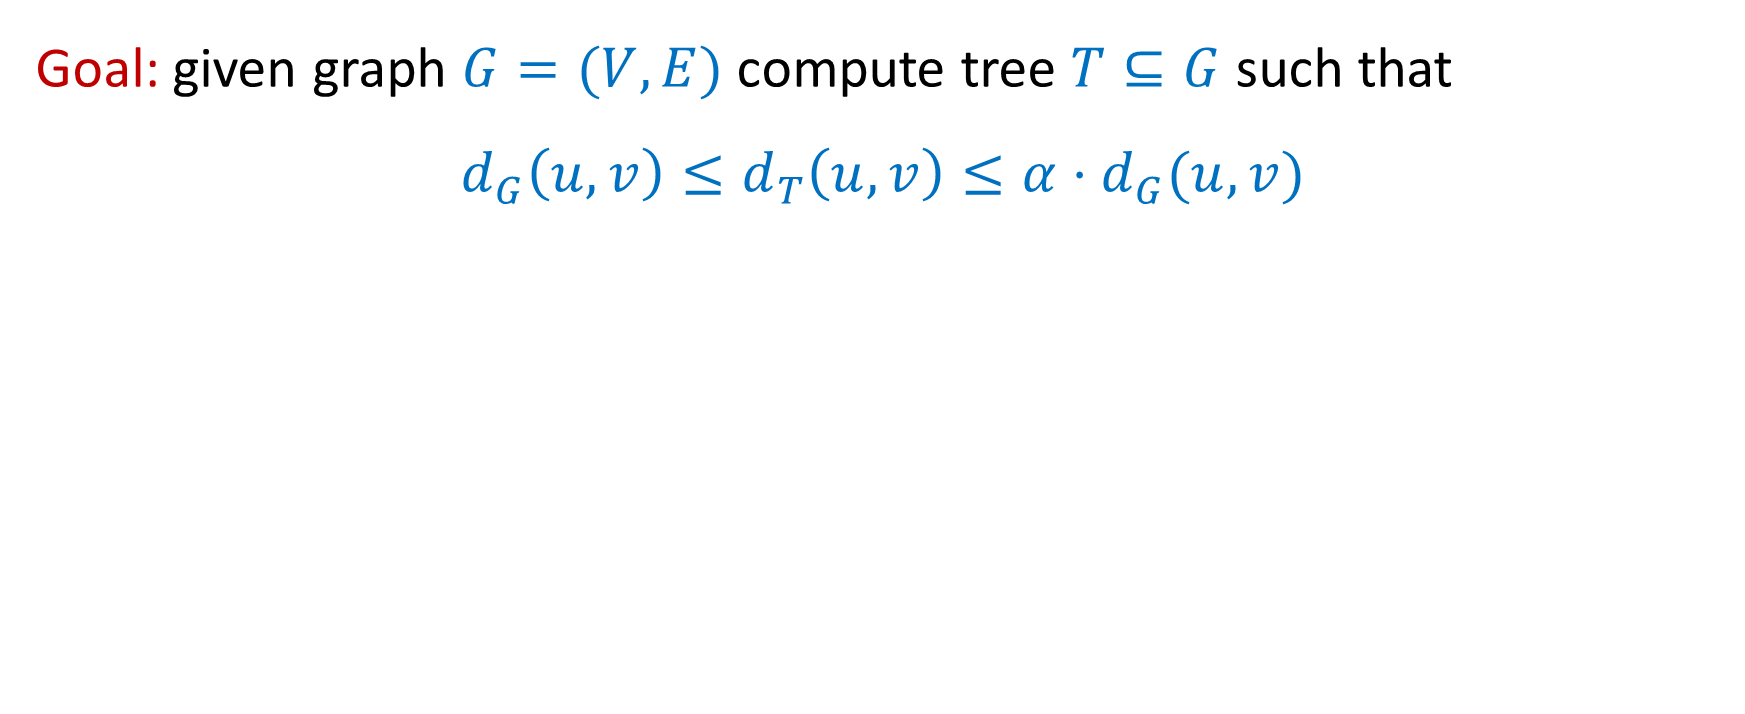 Goal: given graph G = (V, E) compute tree T ⊆ G such that
d_G(u, v) ≤ d_T(u, v) ≤ α · d_G(u, v)